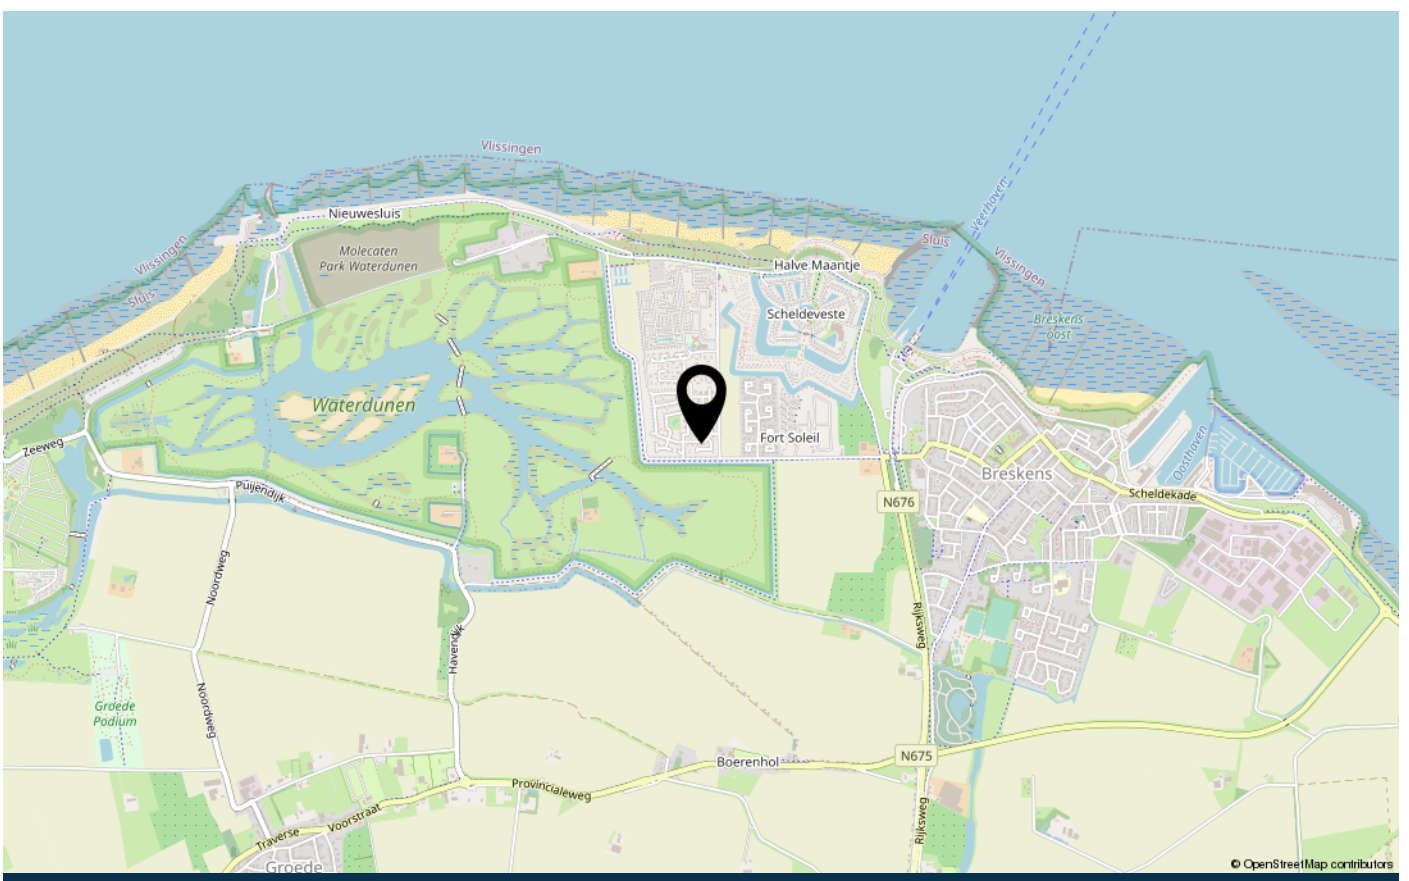 Vlissingen
Veerhaven
Nieuwesluis
Vlissingen
Sluis
Vlissingen
Molecaten
Park Waterdunen
Halve Maantje
Sluis
Scheldeveste
Breskens
oost
Waterdunen
Zeeweg
Fort Soleil
Oosthaven
Breskens
Puijendijk
Scheldekade
N676
Noordweg
Rijksweg
Havendijk
Noordweg
Groede
Podium
N675
Boerenhol
Provincialeweg
Voorstraat
Traverse
Rijksweg
Groede
© OpenStreetMap contributors